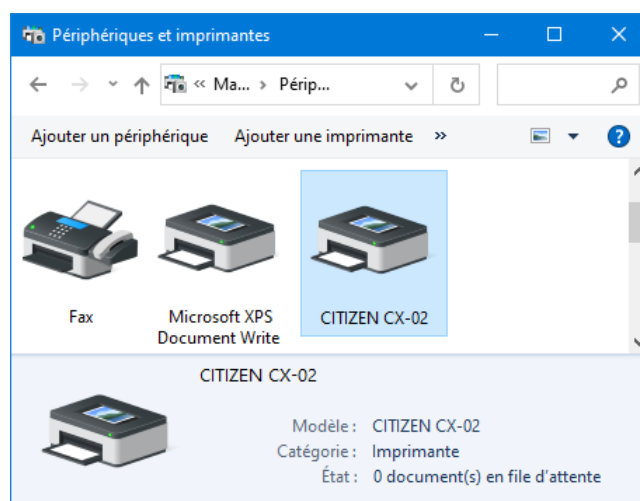 Périphériques et imprimantes
« Ma... › Périp...
Ajouter un périphérique Ajouter une imprimante »
Fax
Microsoft XPS
Document Write
CITIZEN CX-02
CITIZEN CX-02
Modèle : CITIZEN CX-02
Catégorie : Imprimante
État : 0 document(s) en file d'attente